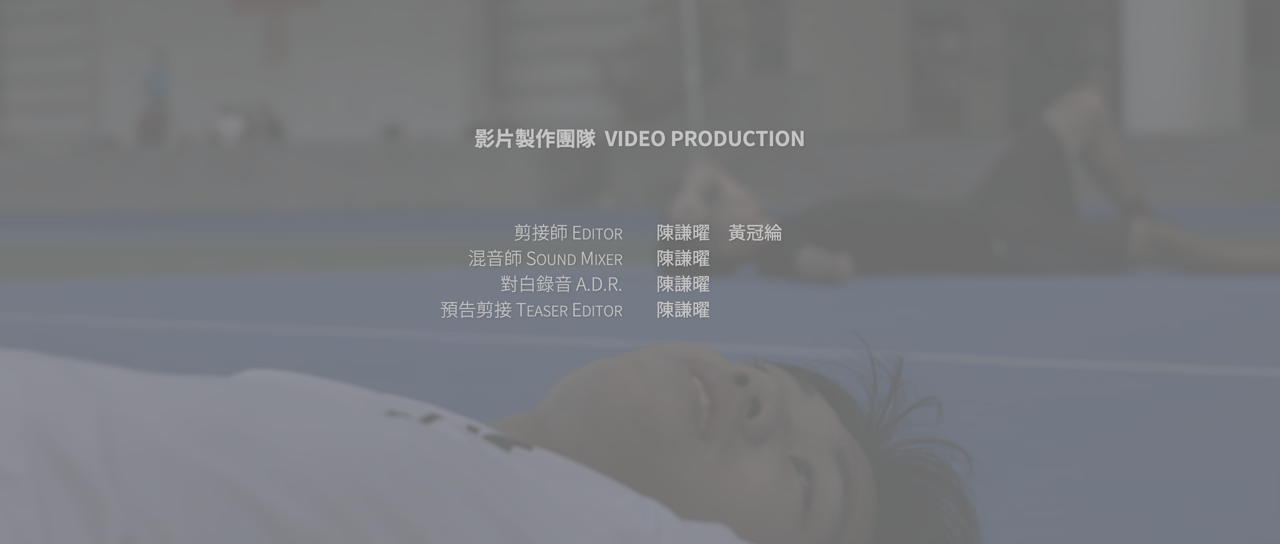 影片製作團隊 VIDEO PRODUCTION
剪接師 EDITOR 陳謙曜 黃冠綸
混音師 SOUND MIXER 陳謙曜
對白錄音 A.D.R. 陳謙曜
預告剪接 TEASER EDITOR 陳謙曜